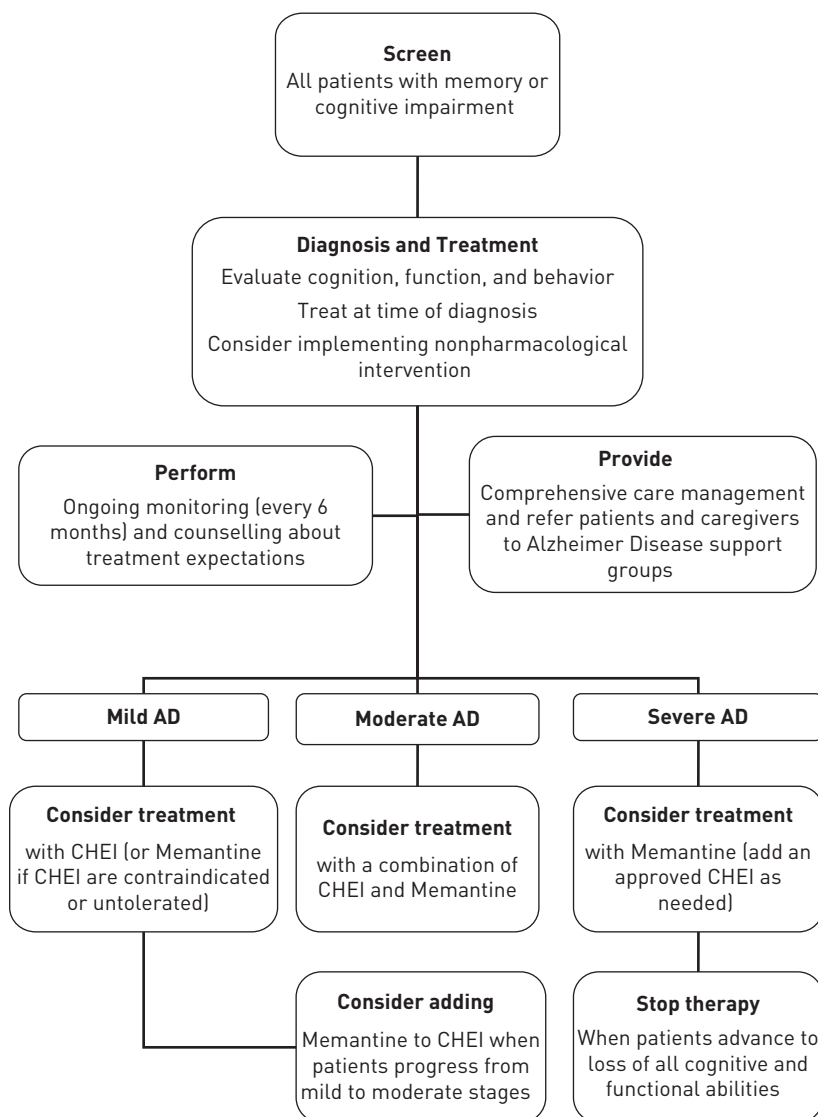 Screen
All patients with memory or
cognitive impairment
Diagnosis and Treatment
Evaluate cognition, function, and behavior
Treat at time of diagnosis
Consider implementing nonpharmacological
intervention
Perform
Ongoing monitoring (every 6
months) and counselling about
treatment expectations
Provide
Comprehensive care management
and refer patients and caregivers
to Alzheimer Disease support
groups
Mild AD
Moderate AD
Severe AD
Consider treatment
with CHEI (or Memantine
if CHEI are contraindicated
or untolerated)
Consider treatment
with a combination of
CHEI and Memantine
Consider treatment
with Memantine (add an
approved CHEI as
needed)
Consider adding
Memantine to CHEI when
patients progress from
mild to moderate stages
Stop therapy
When patients advance to
loss of all cognitive and
functional abilities